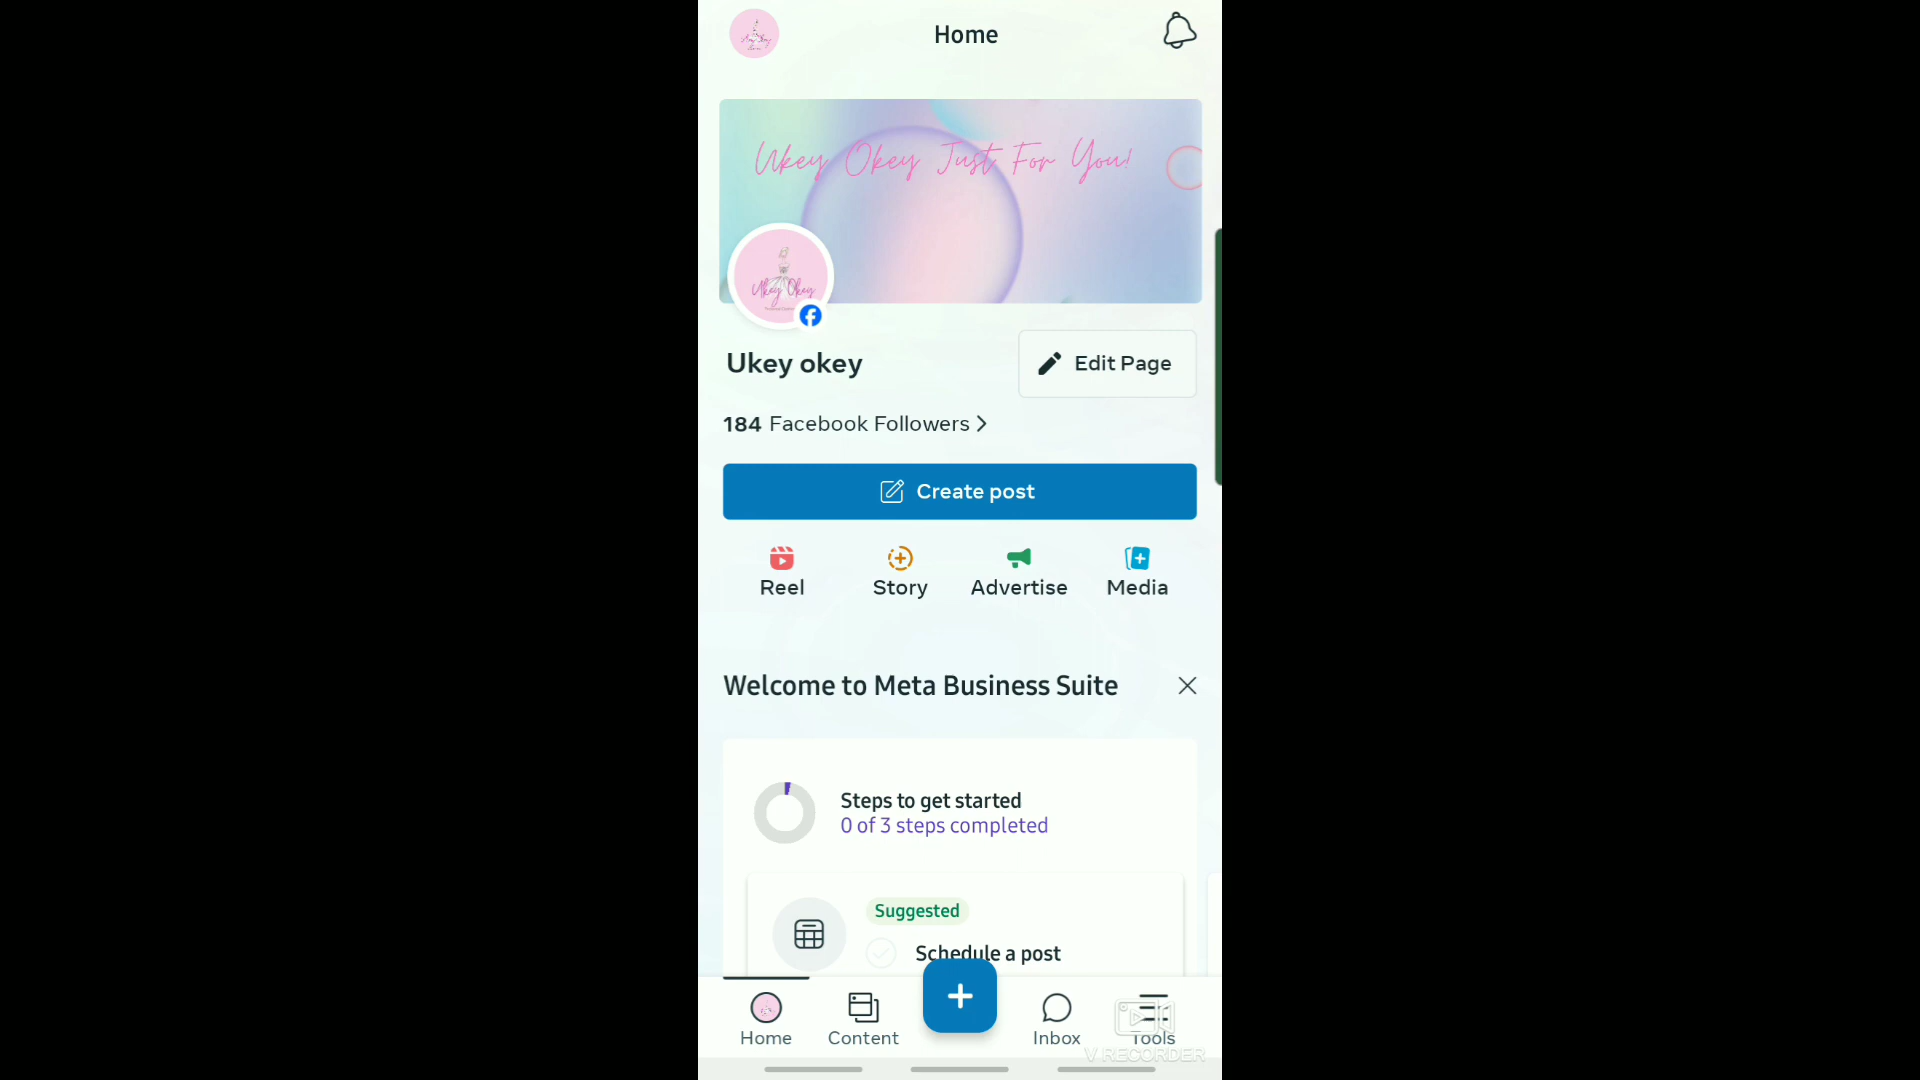 Home
Ukey Okey Just For You!
Ukey Okey
Ukey okey
Edit Page
184 Facebook Followers
Create post
Reel
Story
Advertise
Media
Welcome to Meta Business Suite
Steps to get started
0 of 3 steps completed
Suggested
Schedule a post
Home
Content
Inbox
Tools
V RECORDER